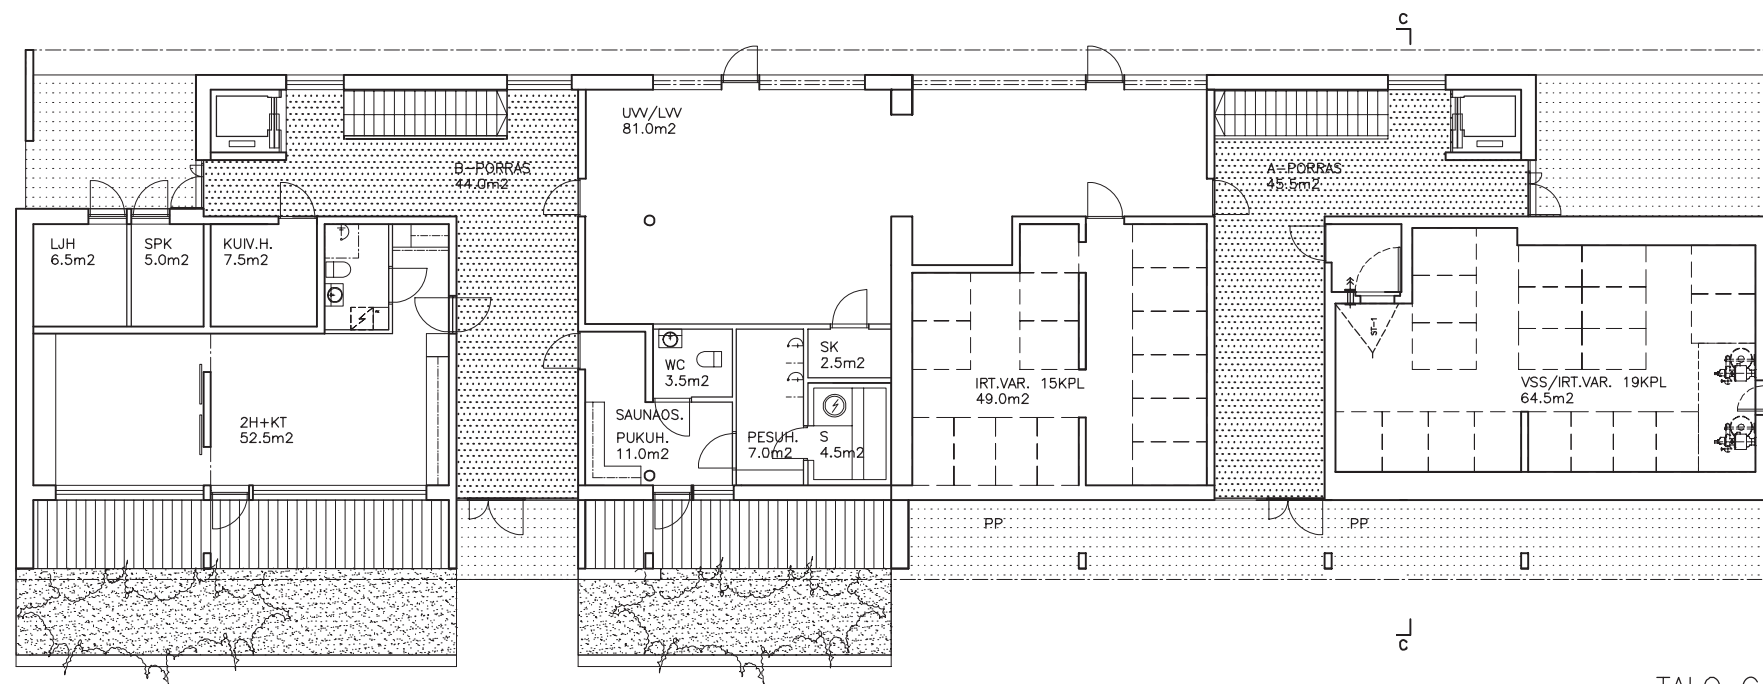 C
UVV/LVV
81.0m2
B-PORRAS
44.0m2
A-PORRAS
45.5m2
LJH
6.5m2
SPK
5.0m2
KUIV.H.
7.5m2
ST-1
SK
2.5m2
WC
3.5m2
IRT.VAR. 15KPL
49.0m2
VSS/IRT.VAR. 19KPL
64.5m2
2H+KT
52.5m2
SAUNAOS.
PUKUH.
11.0m2
PESUH.
7.0m2
S
4.5m2
PP
PP
C